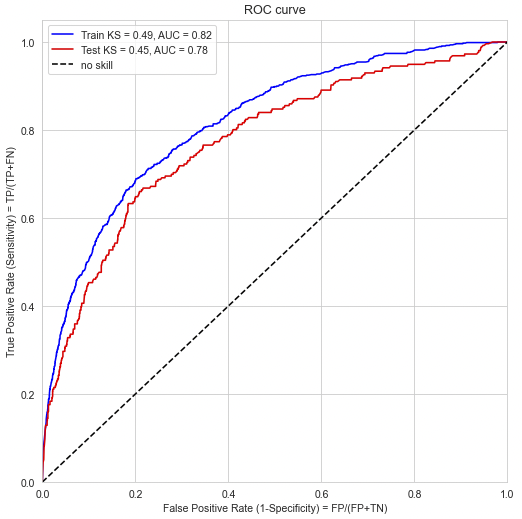 ROC curve
Train KS = 0.49, AUC = 0.82
Test KS = 0.45, AUC = 0.78
no skill
True Positive Rate (Sensitivity) = TP/(TP+FN)
1.0
0.8
0.6
0.4
0.2
0.0
0.0 0.2 0.4 0.6 0.8 1.0
False Positive Rate (1-Specificity) = FP/(FP+TN)